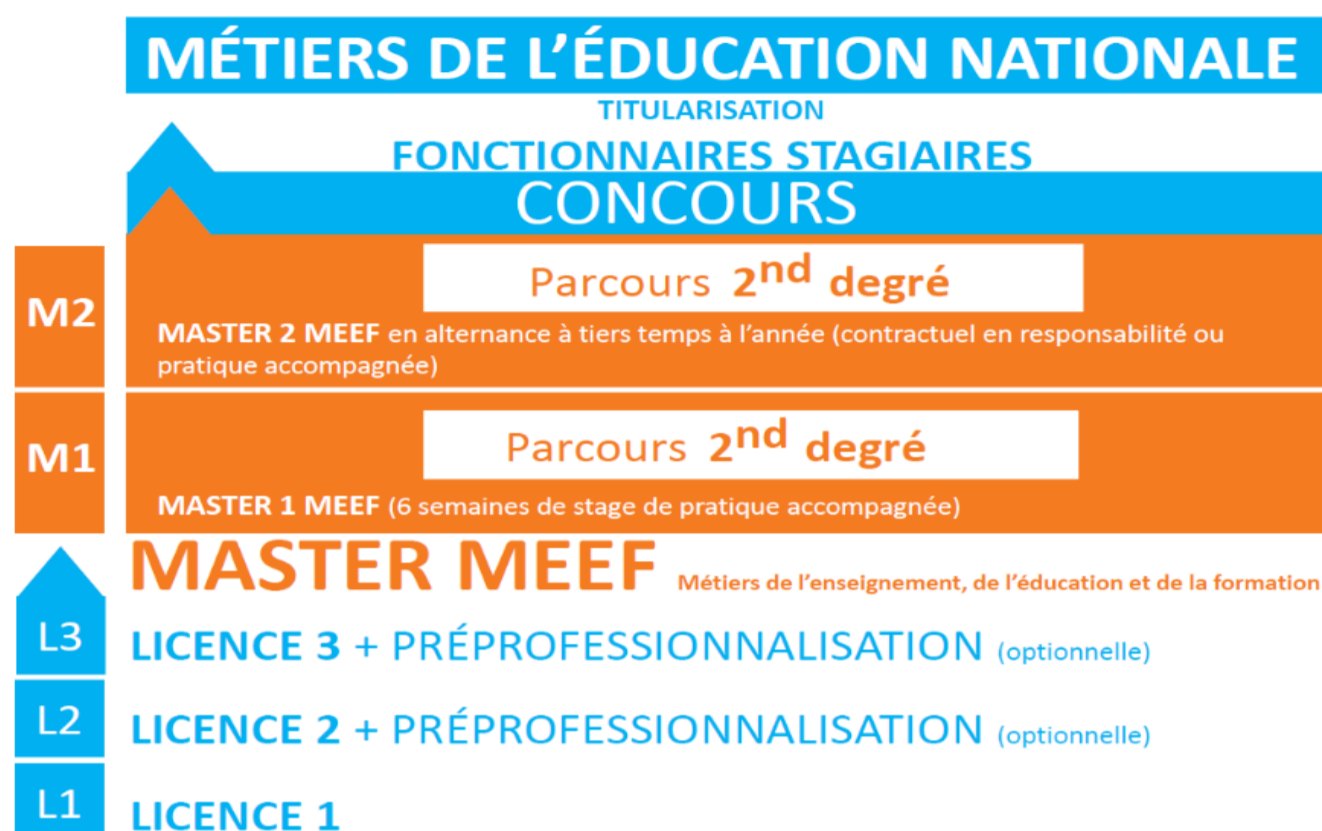 MÉTIERS DE L’ÉDUCATION NATIONALE
TITULARISATION
FONCTIONNAIRES STAGIAIRES
CONCOURS
M2
Parcours 2nd degré
MASTER 2 MEEF en alternance à tiers temps à l’année (contractuel en responsabilité ou
pratique accompagnée)
M1
Parcours 2nd degré
MASTER 1 MEEF (6 semaines de stage de pratique accompagnée)
MASTER MEEF Métiers de l’enseignement, de l’éducation et de la formation
L3 LICENCE 3 + PRÉPROFESSIONNALISATION (optionnelle)
L2 LICENCE 2 + PRÉPROFESSIONNALISATION (optionnelle)
L1 LICENCE 1